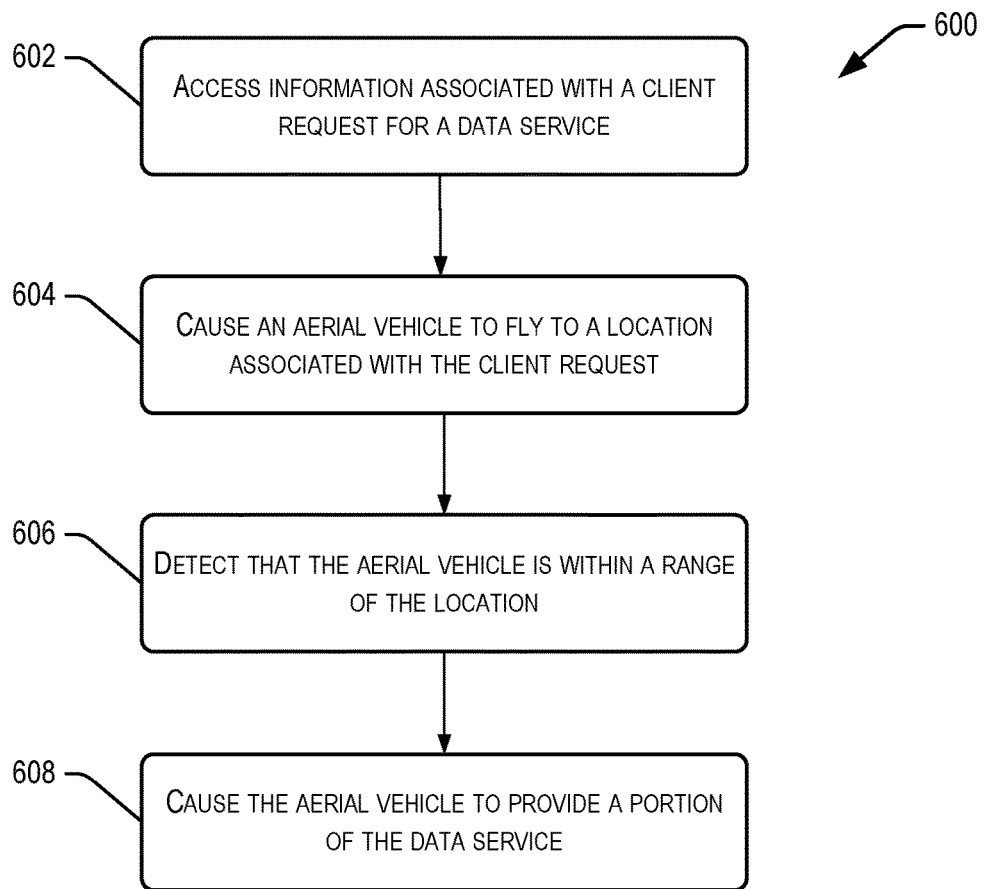 600
602
ACCESS INFORMATION ASSOCIATED WITH A CLIENT
REQUEST FOR A DATA SERVICE
604
CAUSE AN AERIAL VEHICLE TO FLY TO A LOCATION
ASSOCIATED WITH THE CLIENT REQUEST
606
DETECT THAT THE AERIAL VEHICLE IS WITHIN A RANGE
OF THE LOCATION
608
CAUSE THE AERIAL VEHICLE TO PROVIDE A PORTION
OF THE DATA SERVICE